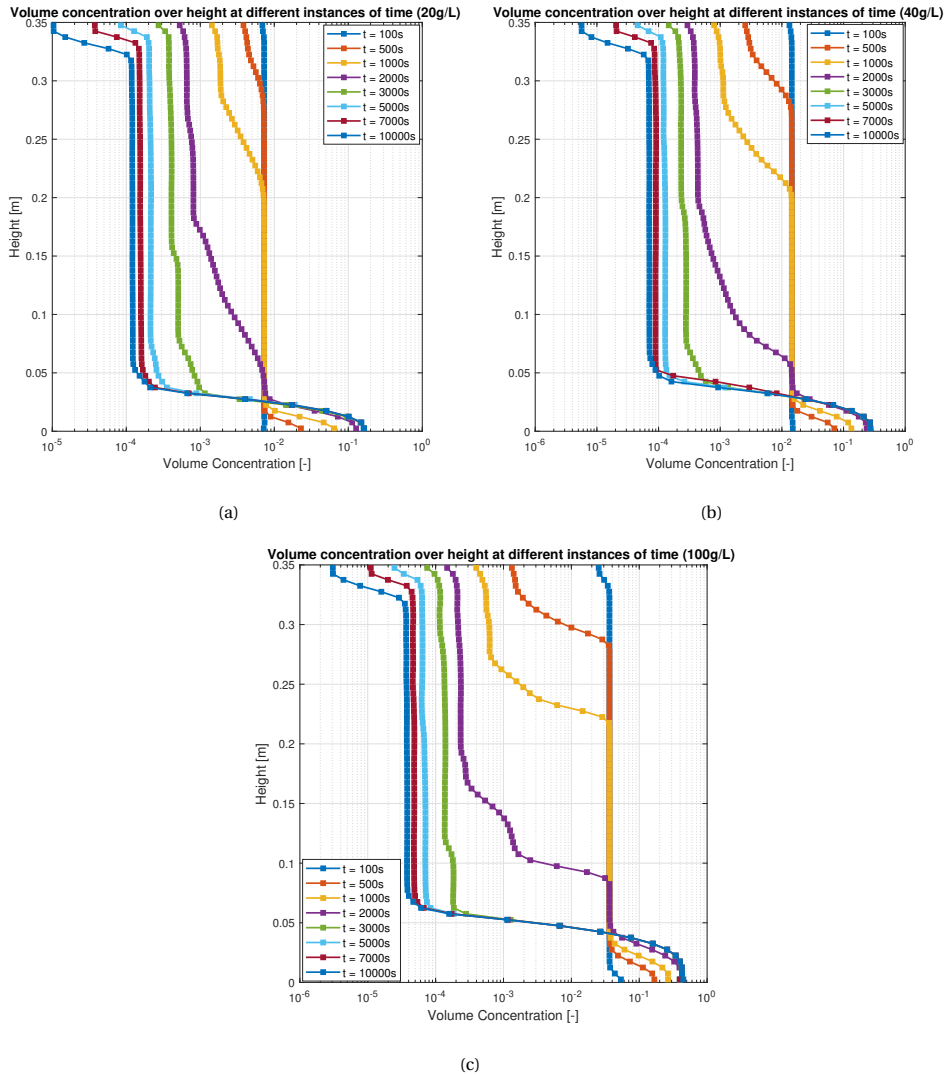 Volume concentration over height at different instances of time (20g/L)
0.35
0.3
0.25
0.2
0.15
0.1
0.05
0
Height [m]
10-5 10-4 10-3 10-2 10-1 100
Volume Concentration [-]
t = 100s
t = 500s
t = 1000s
t = 2000s
t = 3000s
t = 5000s
t = 7000s
t = 10000s
(a)
Volume concentration over height at different instances of time (40g/L)
0.35
0.3
0.25
0.2
0.15
0.1
0.05
0
Height [m]
10-6 10-5 10-4 10-3 10-2 10-1 100
Volume Concentration [-]
t = 100s
t = 500s
t = 1000s
t = 2000s
t = 3000s
t = 5000s
t = 7000s
t = 10000s
(b)
Volume concentration over height at different instances of time (100g/L)
0.35
0.3
0.25
0.2
0.15
0.1
0.05
0
Height [m]
t = 100s
t = 500s
t = 1000s
t = 2000s
t = 3000s
t = 5000s
t = 7000s
t = 10000s
10-6 10-5 10-4 10-3 10-2 10-1 100
Volume Concentration [-]
(c)